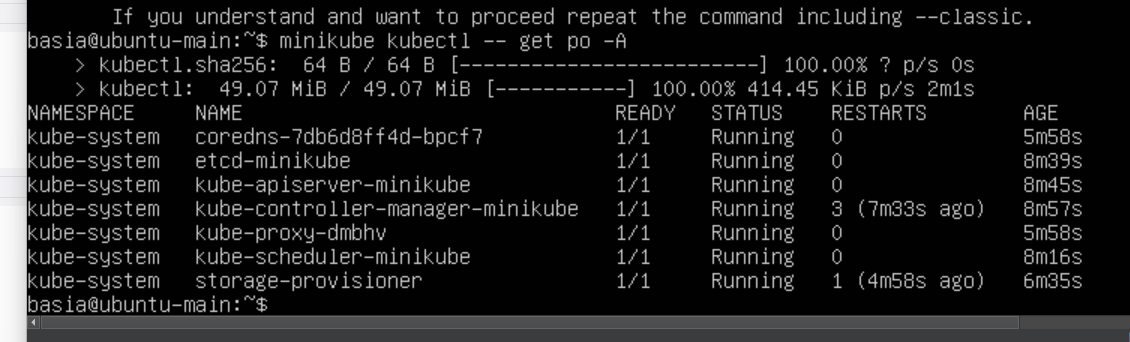 If you understand and want to proceed repeat the command including --classic.
basia@ubuntu-main:~$ minikube kubectl -- get po -A
> kubectl.sha256:  64 B / 64 B [-------------------------] 100.00% ? p/s 0s
> kubectl:  49.07 MiB / 49.07 MiB [-----------] 100.00% 414.45 KiB p/s 2m1s
NAMESPACE     NAME                               READY   STATUS    RESTARTS        AGE
kube-system   coredns-7db6d8ff4d-bpcf7           1/1     Running   0               5m58s
kube-system   etcd-minikube                      1/1     Running   0               8m39s
kube-system   kube-apiserver-minikube            1/1     Running   0               8m45s
kube-system   kube-controller-manager-minikube   1/1     Running   3 (7m33s ago)   8m57s
kube-system   kube-proxy-dmbhv                   1/1     Running   0               5m58s
kube-system   kube-scheduler-minikube            1/1     Running   0               8m16s
kube-system   storage-provisioner                1/1     Running   1 (4m58s ago)   6m35s
basia@ubuntu-main:~$